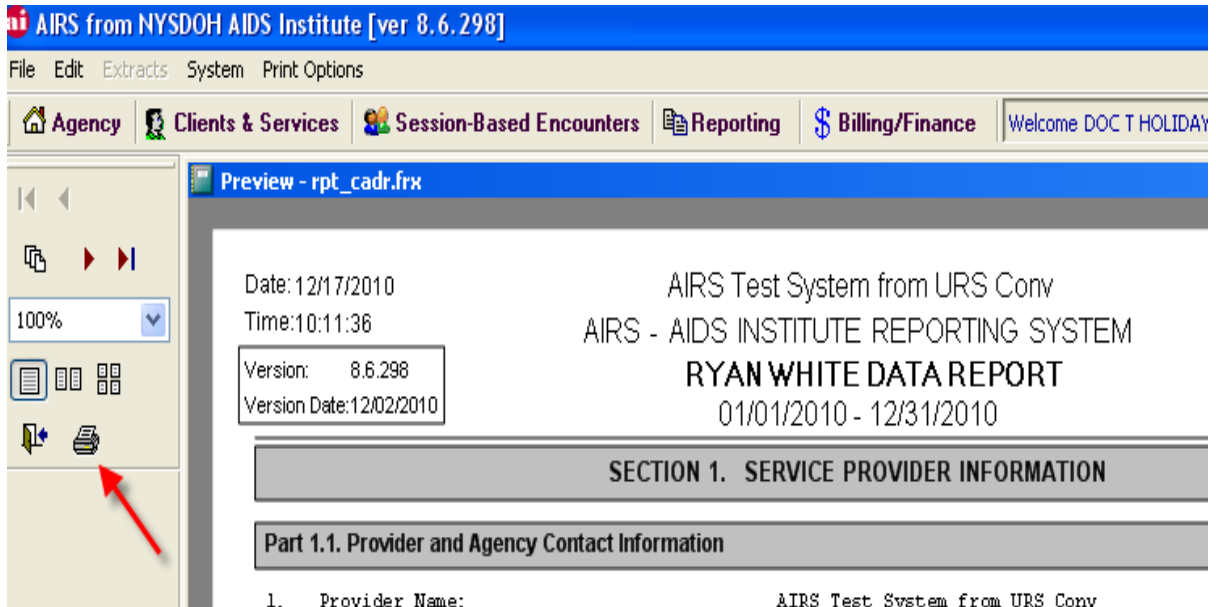 ai AIRS from NYSDOH AIDS Institute [ver 8.6.298]
File Edit Extracts System Print Options
Agency Clients & Services Session-Based Encounters Reporting Billing/Finance Welcome DOC T HOLIDAY
Preview - rpt_cadr.frx
100%
Date: 12/17/2010
Time:10:11:36
Version: 8.6.298
Version Date:12/02/2010
AIRS Test System from URS Conv
AIRS - AIDS INSTITUTE REPORTING SYSTEM
RYAN WHITE DATA REPORT
01/01/2010 - 12/31/2010
SECTION 1. SERVICE PROVIDER INFORMATION
Part 1.1. Provider and Agency Contact Information
1. Provider Name: AIRS Test System from URS Conv